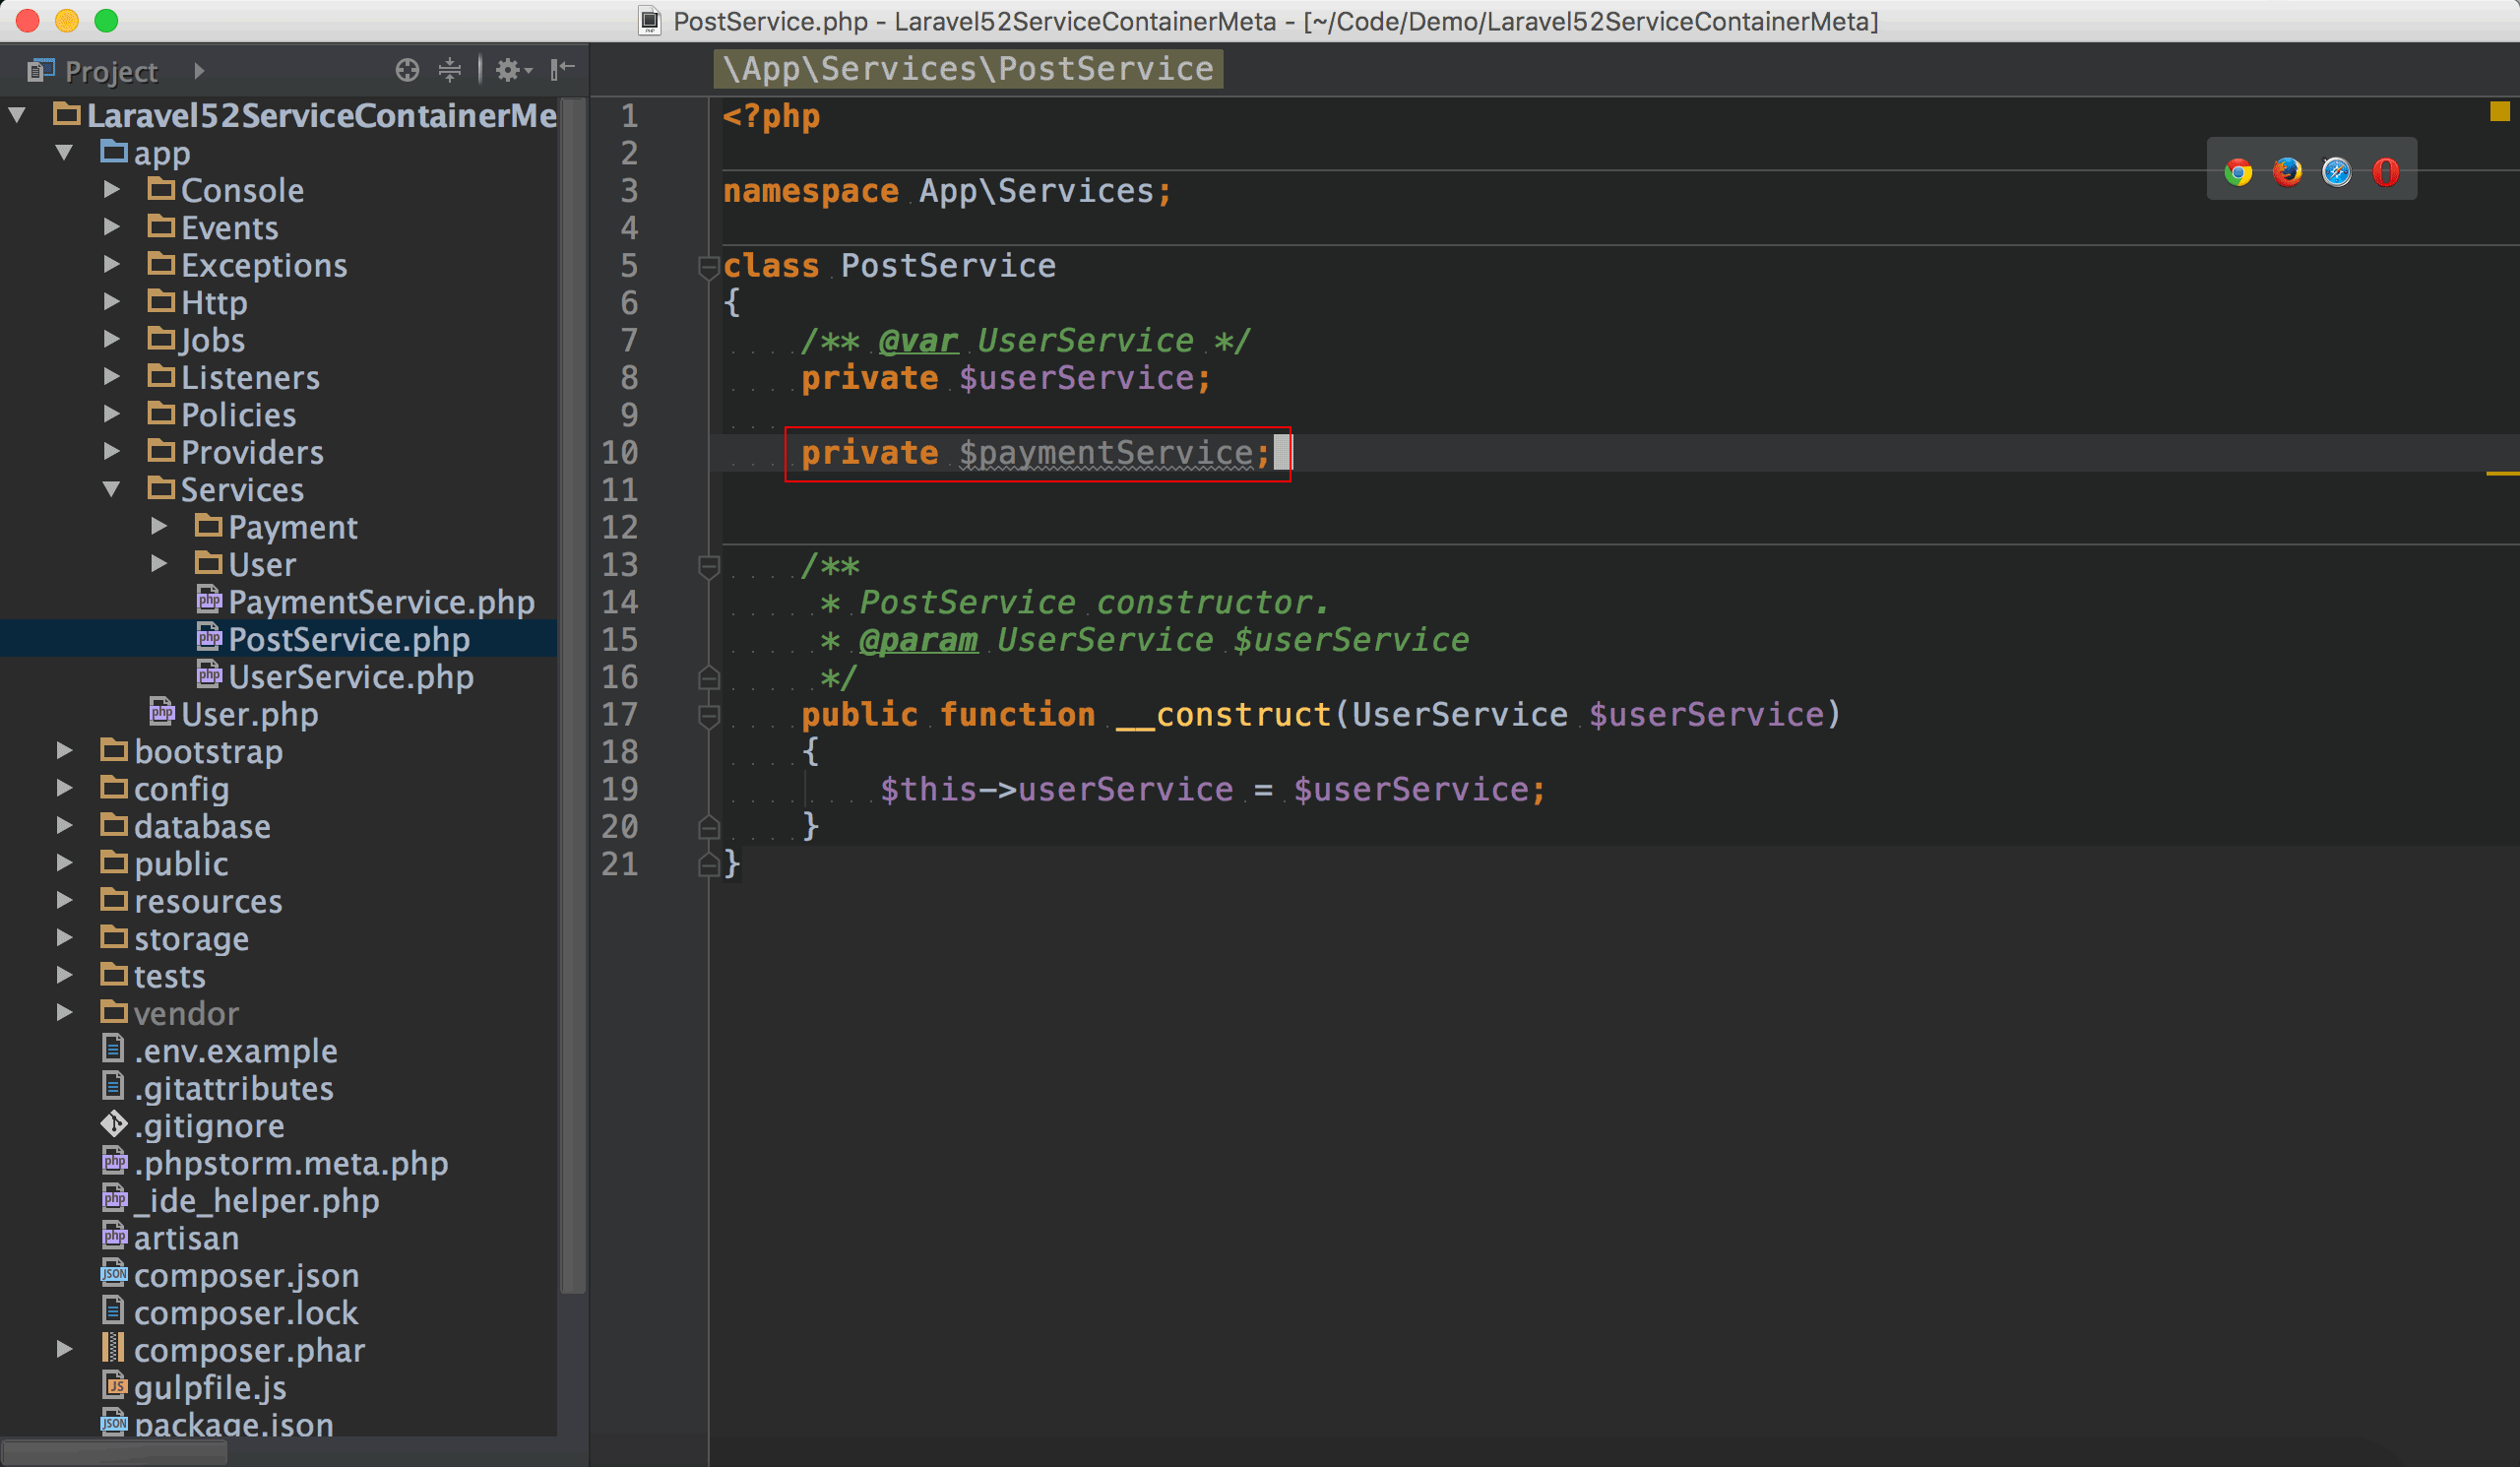 PostService.php - Laravel52ServiceContainerMeta - [~/Code/Demo/Laravel52ServiceContainerMeta]
Project
Laravel52ServiceContainerMe
app
Console
Events
Exceptions
Http
Jobs
Listeners
Policies
Providers
Services
Payment
User
PaymentService.php
PostService.php
UserService.php
User.php
bootstrap
config
database
public
resources
storage
tests
vendor
.env.example
.gitattributes
.gitignore
.phpstorm.meta.php
_ide_helper.php
artisan
composer.json
composer.lock
composer.phar
gulpfile.js
package.json
\App\Services\PostService
1 <?php
2
3 namespace App\Services;
4
5 class PostService
6 {
7 /** @var UserService */
8 private $userService;
9
10 private $paymentService;
11
12
13 /**
14 * PostService constructor.
15 * @param UserService $userService
16 */
17 public function __construct(UserService $userService)
18 {
19 $this->userService = $userService;
20 }
21 }